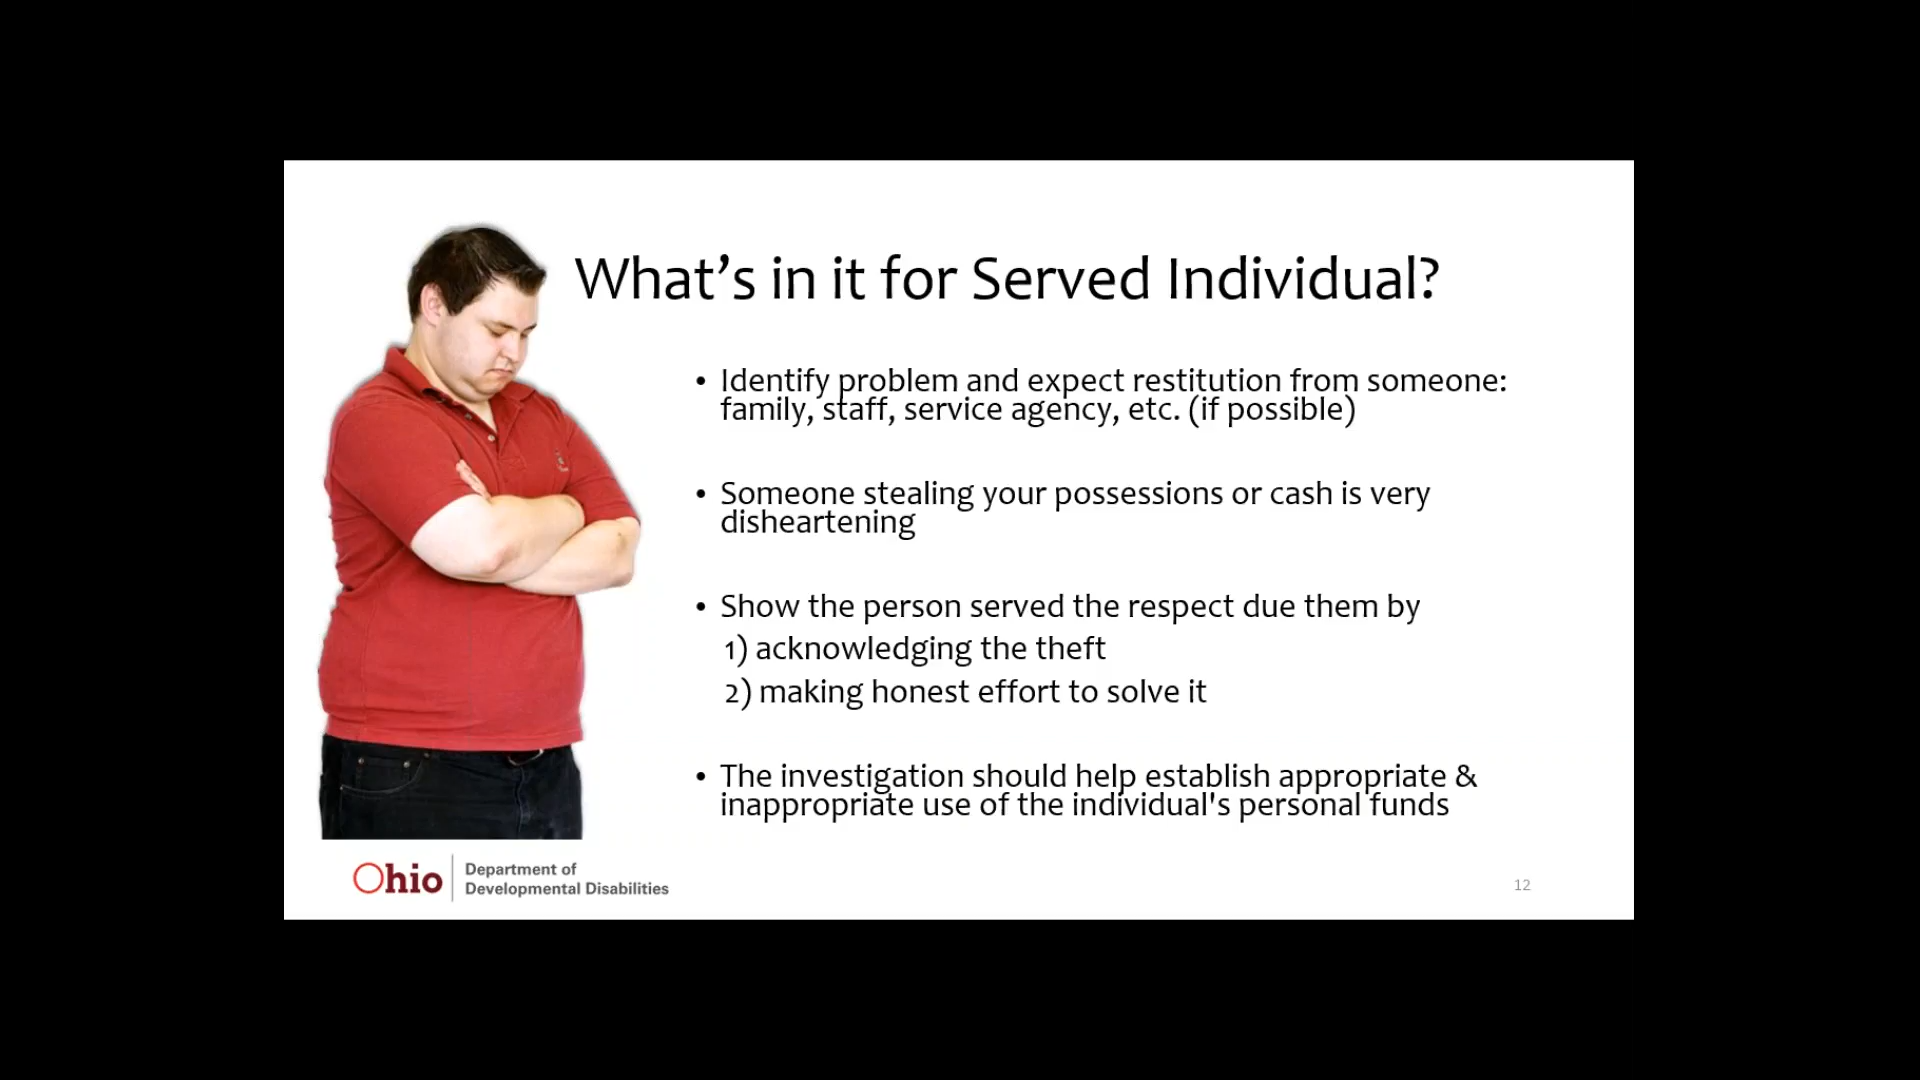 What’s in it for Served Individual?
• Identify problem and expect restitution from someone:
family, staff, service agency, etc. (if possible)
• Someone stealing your possessions or cash is very
disheartening
• Show the person served the respect due them by
1) acknowledging the theft
2) making honest effort to solve it
• The investigation should help establish appropriate &
inappropriate use of the individual's personal funds
Ohio
Department of
Developmental Disabilities
12